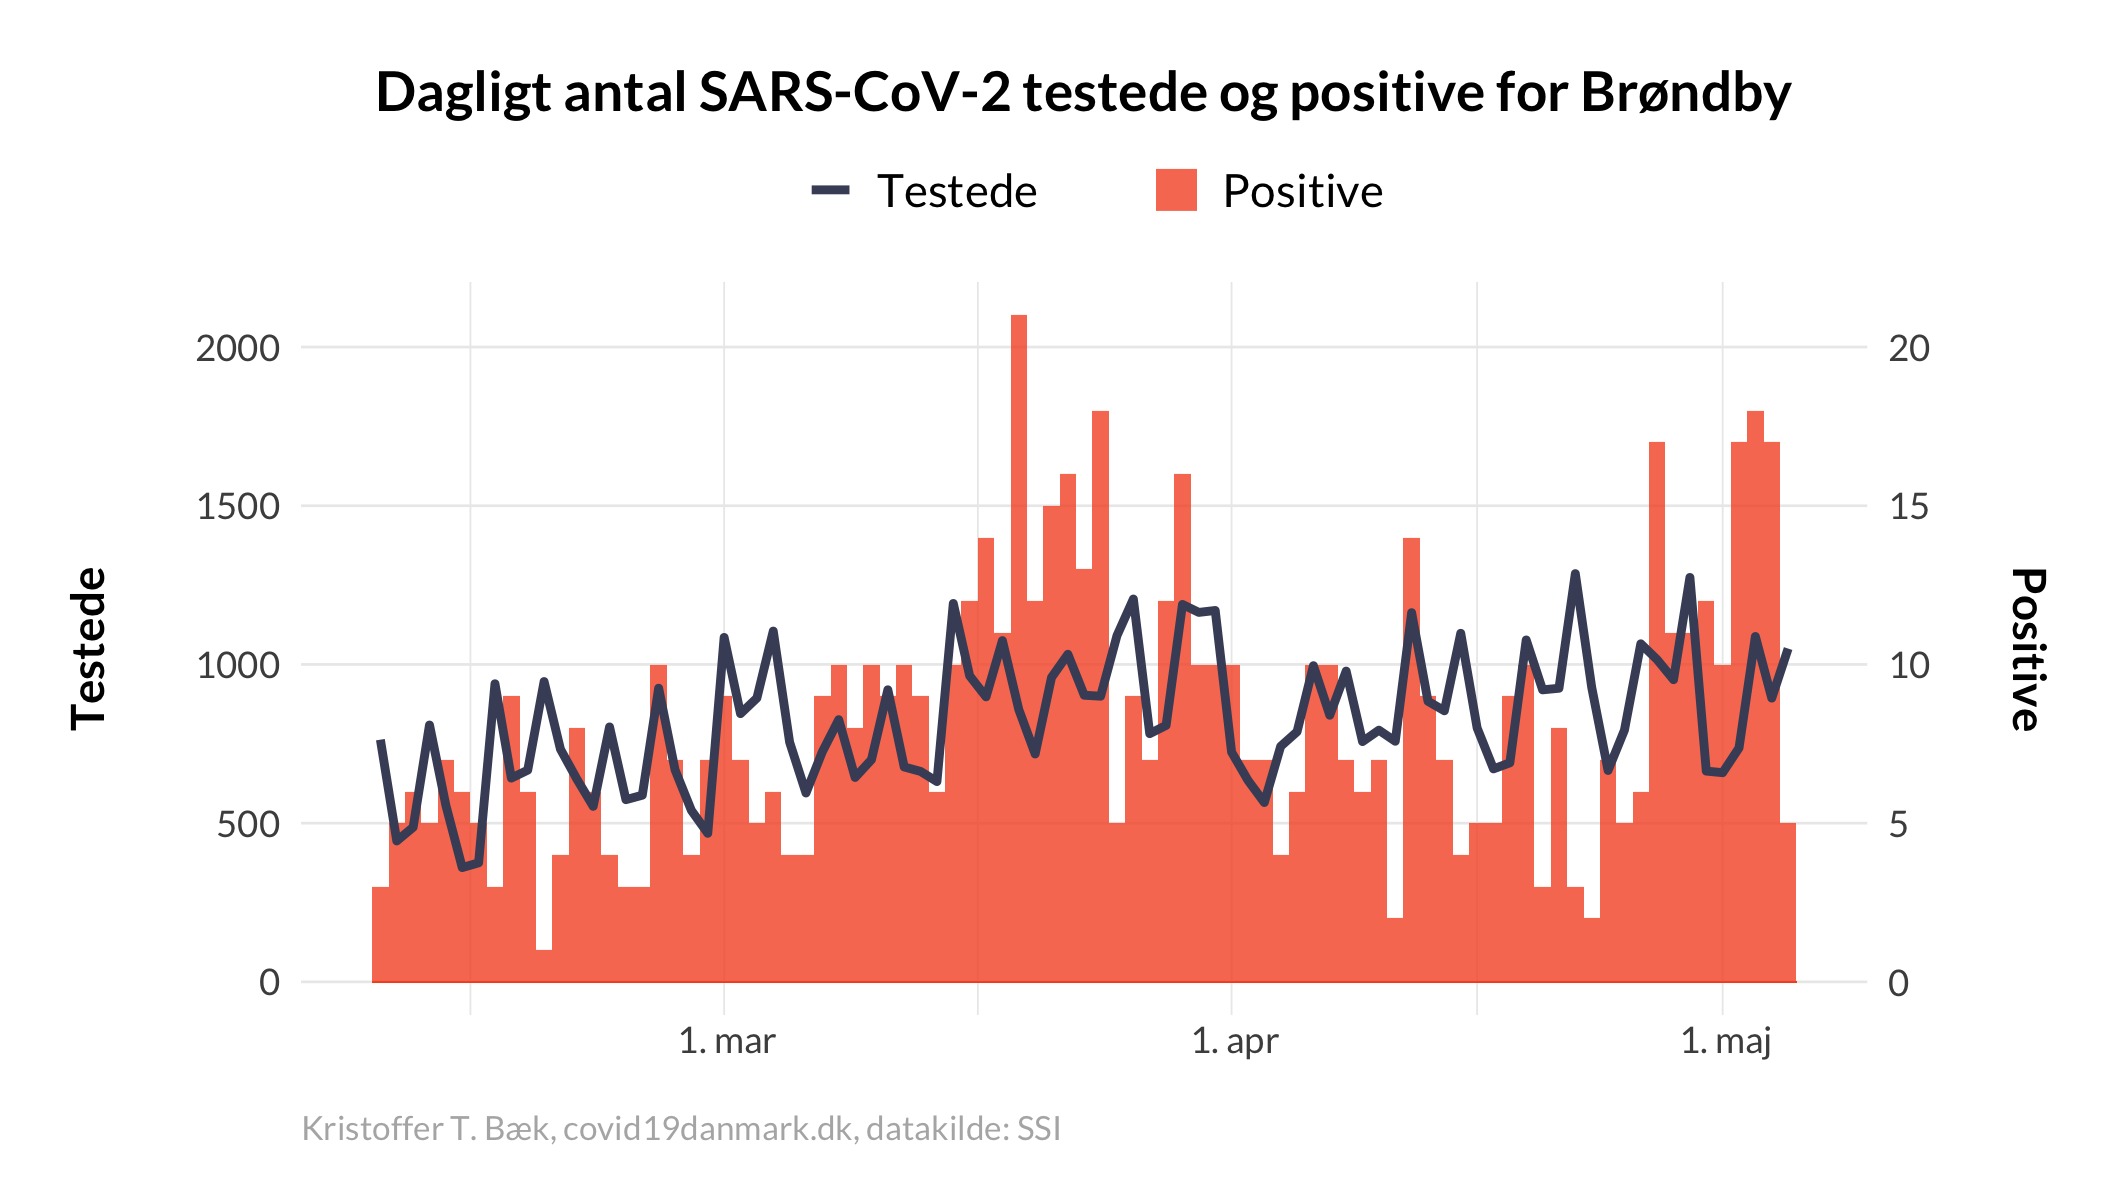 Dagligt antal SARS-CoV-2 testede og positive for Brøndby
Testede
Positive
2000
1500
1000
500
0
Testede
20
15
10
5
0
Positive
1. mar
1. apr
1. maj
Kristoffer T. Bæk, covid19danmark.dk, datakilde: SSI